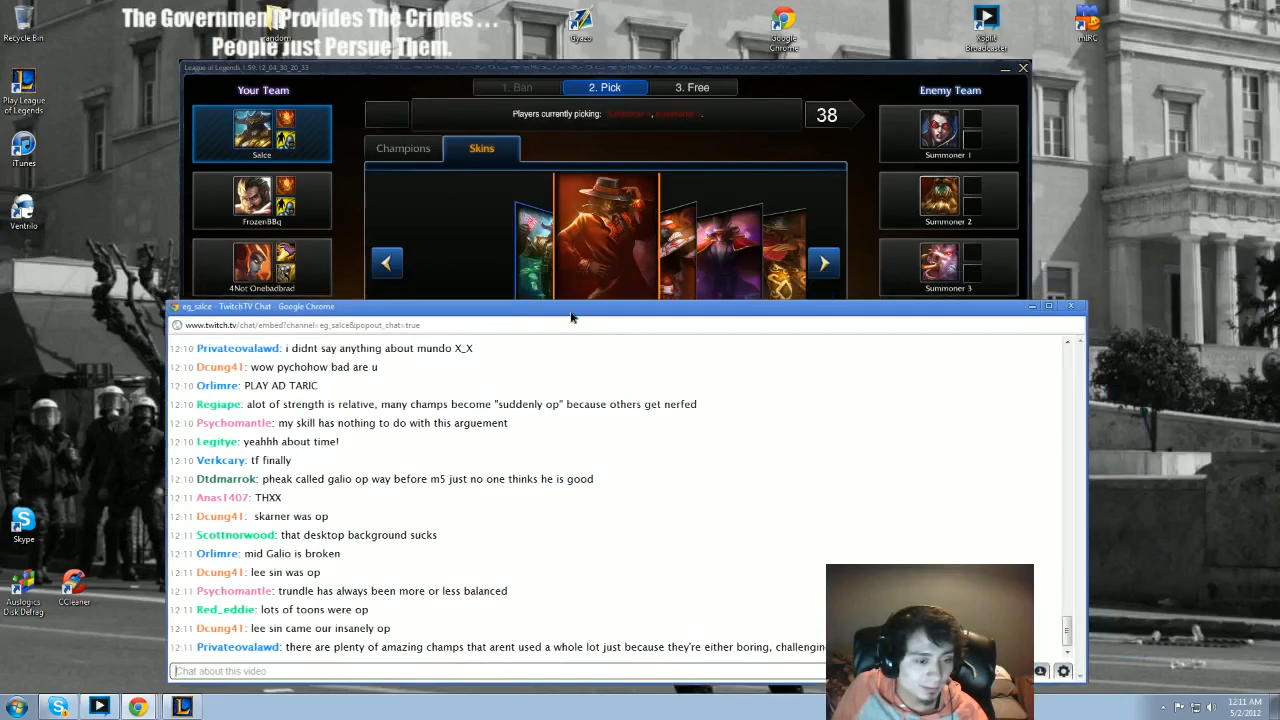 The Government Provides The Crimes . . .
People Just Persue Them.
Recycle Bin
random
Gyazo
Google Chrome
XSplit Broadcaster
mIRC
Play League of Legends
iTunes
Ventrilo
Skype
Auslogics Disk Defrag
CCleaner
League of Legends 1.59.12_04_30_20_33
Your Team
1. Ban
2. Pick
3. Free
Enemy Team
Players currently picking:
38
Salce
Champions
Skins
Summoner 1
FrozenBBq
Summoner 2
4Not Onebadbrad
Summoner 3
eg_salce - TwitchTV Chat - Google Chrome
www.twitch.tv/chat/embed?channel=eg_salce&popout_chat=true
12:10 Privateovalawd: i didnt say anything about mundo X_X
12:10 Dcung41: wow pychohow bad are u
12:10 Orlimre: PLAY AD TARIC
12:10 Regiape: alot of strength is relative, many champs become "suddenly op" because others get nerfed
12:10 Psychomantle: my skill has nothing to do with this arguement
12:10 Legitye: yeahhh about time!
12:10 Verkcary: tf finally
12:10 Dtdmarrok: pheak called galio op way before m5 just no one thinks he is good
12:11 Anas1407: THXX
12:11 Dcung41: skarner was op
12:11 Scottnorwood: that desktop background sucks
12:11 Orlimre: mid Galio is broken
12:11 Dcung41: lee sin was op
12:11 Psychomantle: trundle has always been more or less balanced
12:11 Red_eddie: lots of toons were op
12:11 Dcung41: lee sin came our insanely op
12:11 Privateovalawd: there are plenty of amazing champs that arent used a whole lot just because they're either boring, challenging
Chat about this video
12:11 AM
5/2/2012